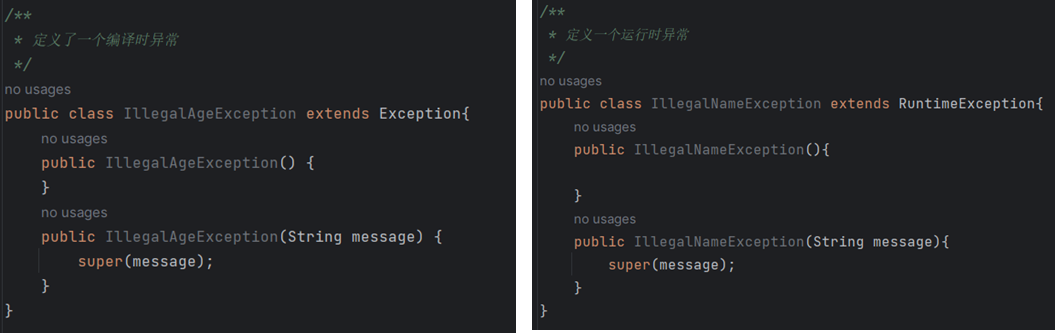 /**
 * 定义了一个编译时异常
 */
no usages
public class IllegalAgeException extends Exception{
    no usages
    public IllegalAgeException() {
    }
    no usages
    public IllegalAgeException(String message) {
        super(message);
    }
}
/**
 * 定义一个运行时异常
 */
no usages
public class IllegalNameException extends RuntimeException{
    no usages
    public IllegalNameException(){
    }
    no usages
    public IllegalNameException(String message){
        super(message);
    }
}